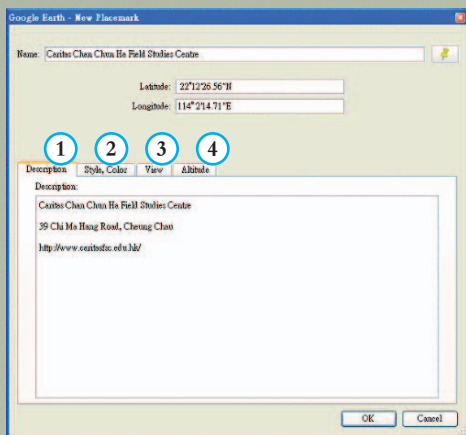 Google Earth - New Placemark
Name: Caritas Chan Chun Ha Field Studies Centre
Latitude: 22°12'26.56"N
Longitude: 114° 2'14.71"E
1 2 3 4
Description Style, Color View Altitude
Description:
Caritas Chan Chun Ha Field Studies Centre
39 Chi Ma Hang Road, Cheung Chau
http://www.caritasfsc.edu.hk/
OK Cancel